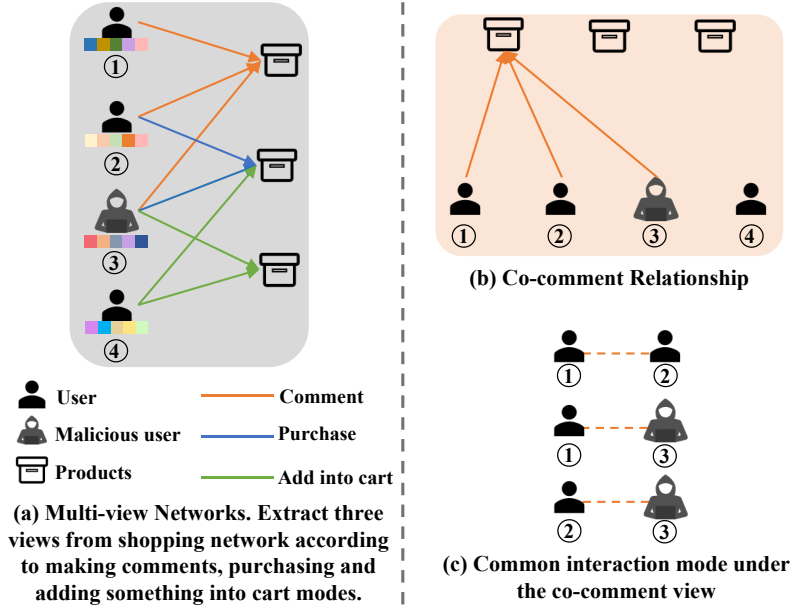 ①
②
③
④
User
Comment
Malicious user
Purchase
Products
Add into cart
(a) Multi-view Networks. Extract three
views from shopping network according
to making comments, purchasing and
adding something into cart modes.
① ② ③ ④
(b) Co-comment Relationship
① ②
① ③
② ③
(c) Common interaction mode under
the co-comment view